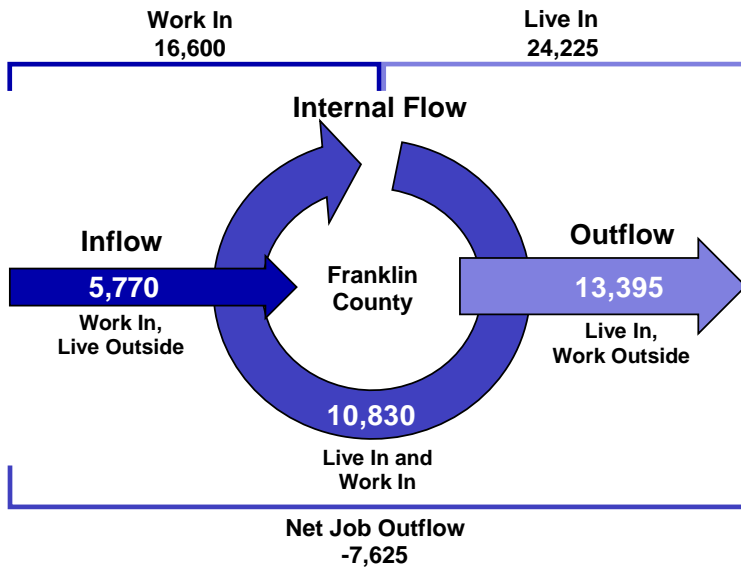 Work In
16,600
Live In
24,225
Internal Flow
Inflow
5,770
Work In,
Live Outside
Franklin
County
Outflow
13,395
Live In,
Work Outside
10,830
Live In and
Work In
Net Job Outflow
-7,625